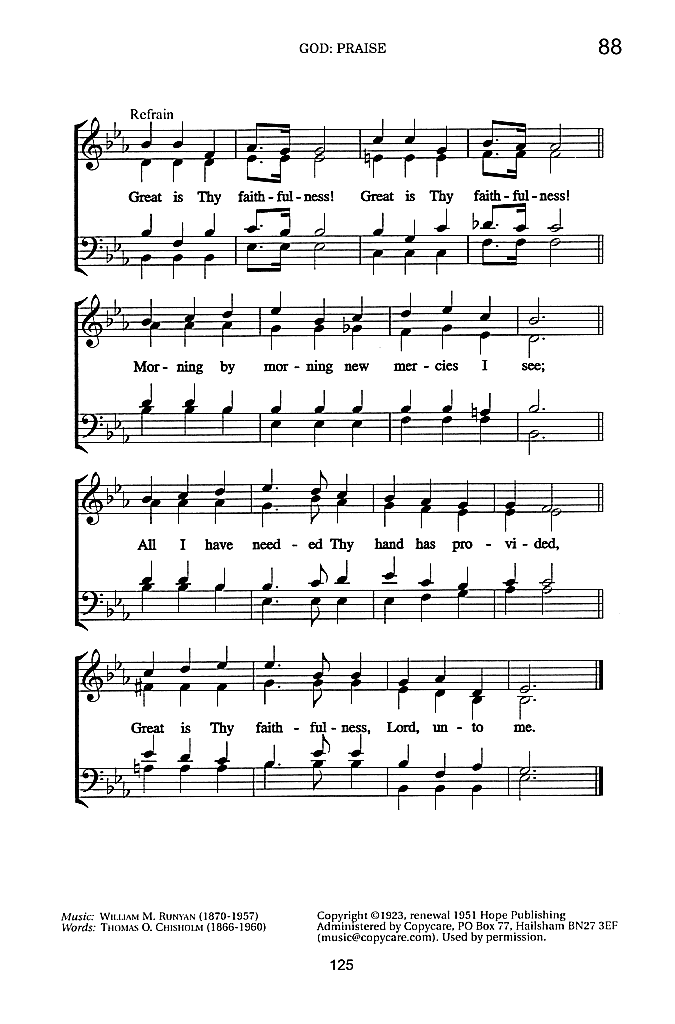 GOD: PRAISE
88
Refrain
Great is Thy faith - ful - ness! Great is Thy faith - ful - ness!
Mor - ning by mor - ning new mer - cies I see;
All I have need - ed Thy hand has pro - vi - ded,
Great is Thy faith - ful - ness, Lord, un - to me.
Music: WILLIAM M. RUNYAN (1870-1957)
Words: THOMAS O. CHISHOLM (1866-1960)
Copyright ©1923, renewal 1951 Hope Publishing
Administered by Copycare, PO Box 77, Hailsham BN27 3EF
(music@copycare.com). Used by permission.
125